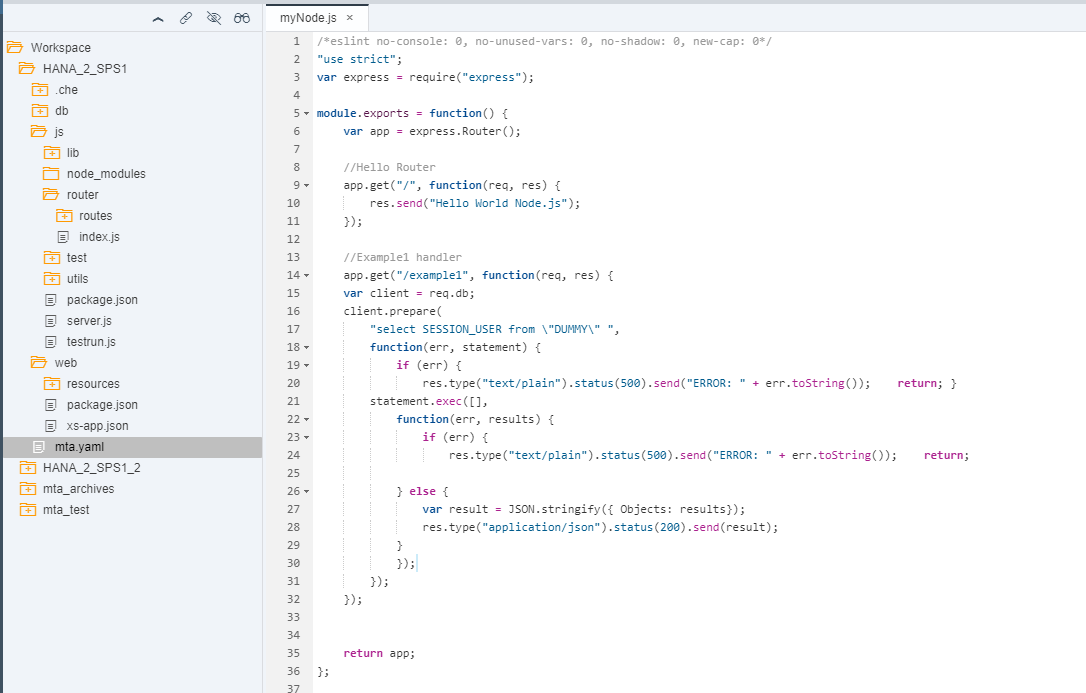 Workspace
HANA_2_SPS1
.che
db
js
lib
node_modules
router
routes
index.js
test
utils
package.json
server.js
testrun.js
web
resources
package.json
xs-app.json
mta.yaml
HANA_2_SPS1_2
mta_archives
mta_test
myNode.js ×
1 /*eslint no-console: 0, no-unused-vars: 0, no-shadow: 0, new-cap: 0*/
2 "use strict";
3 var express = require("express");
4
5 module.exports = function() {
6 var app = express.Router();
7
8 //Hello Router
9 app.get("/", function(req, res) {
10 res.send("Hello World Node.js");
11 });
12
13 //Example1 handler
14 app.get("/example1", function(req, res) {
15 var client = req.db;
16 client.prepare(
17 "select SESSION_USER from \"DUMMY\" ",
18 function(err, statement) {
19 if (err) {
20 res.type("text/plain").status(500).send("ERROR: " + err.toString()); return; }
21 statement.exec([],
22 function(err, results) {
23 if (err) {
24 res.type("text/plain").status(500).send("ERROR: " + err.toString()); return;
25
26 } else {
27 var result = JSON.stringify({ Objects: results});
28 res.type("application/json").status(200).send(result);
29 }
30 });
31 });
32 });
33
34
35 return app;
36 };
37